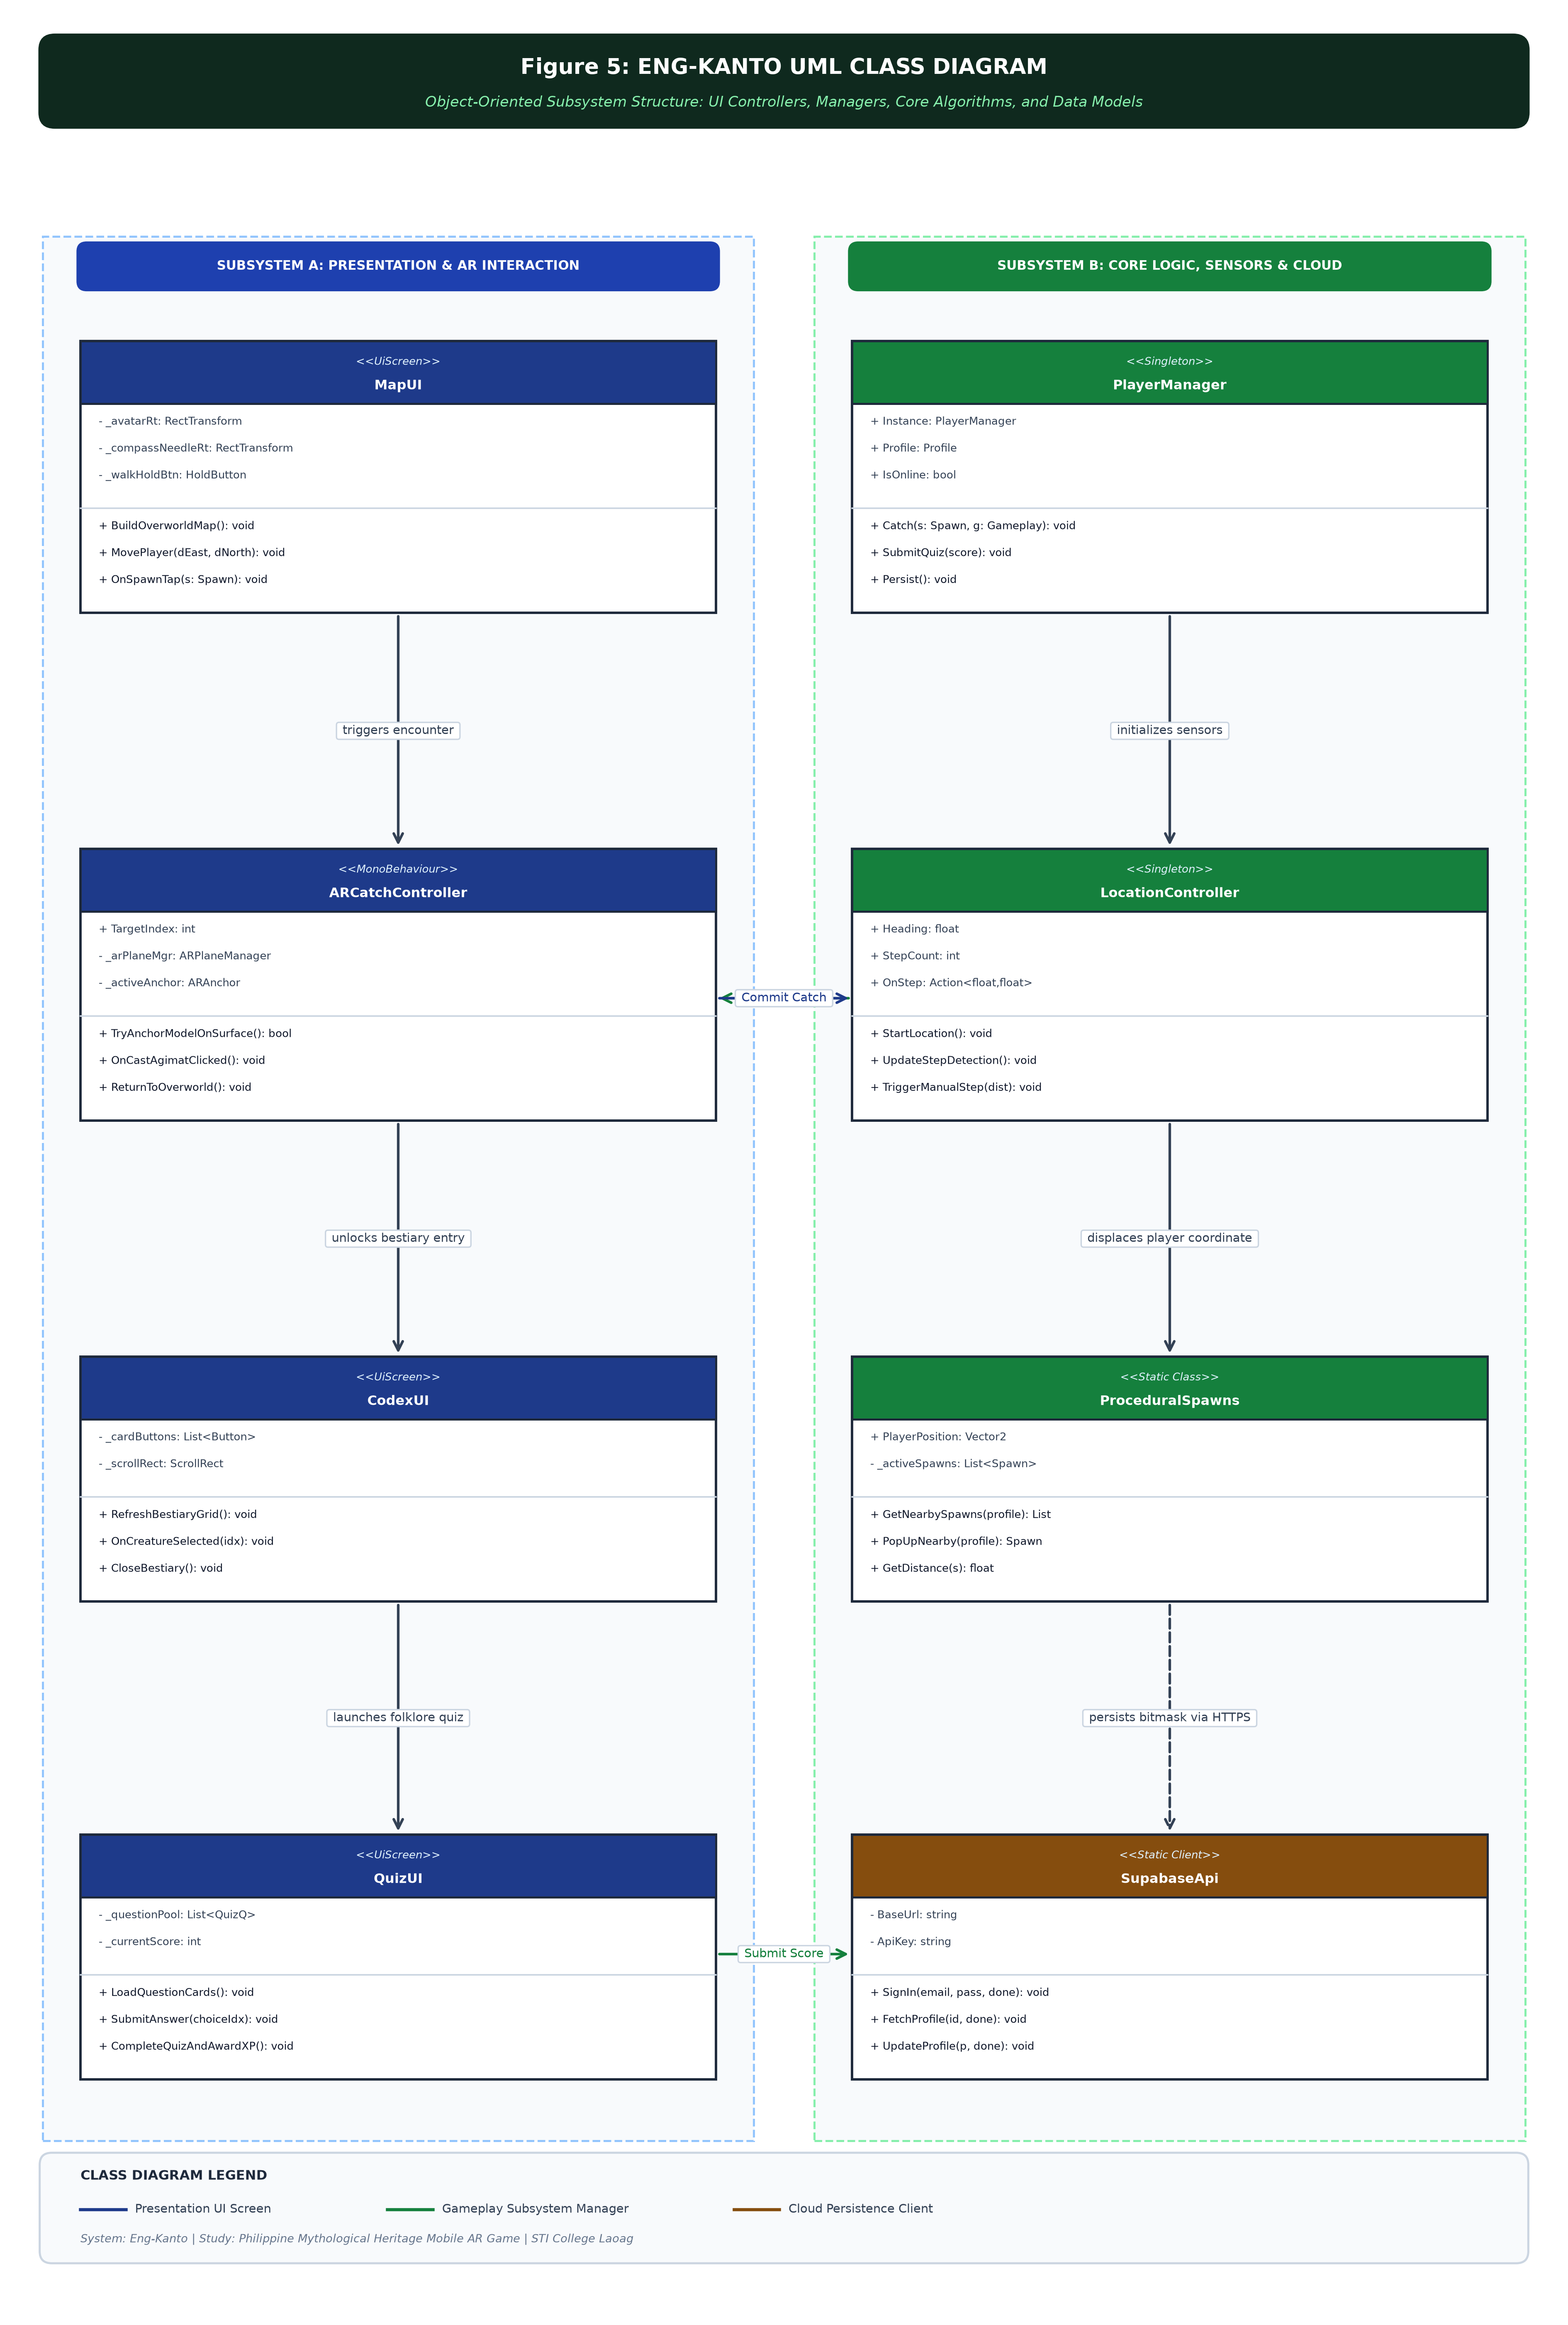 Figure 5: ENG-KANTO UML CLASS DIAGRAM
Object-Oriented Subsystem Structure: UI Controllers, Managers, Core Algorithms, and Data Models
SUBSYSTEM A: PRESENTATION & AR INTERACTION
<<UiScreen>>
MapUI
- _avatarRt: RectTransform
- _compassNeedleRt: RectTransform
- _walkHoldBtn: HoldButton
+ BuildOverworldMap(): void
+ MovePlayer(dEast, dNorth): void
+ OnSpawnTap(s: Spawn): void
triggers encounter
<<MonoBehaviour>>
ARCatchController
+ TargetIndex: int
- _arPlaneMgr: ARPlaneManager
- _activeAnchor: ARAnchor
+ TryAnchorModelOnSurface(): bool
+ OnCastAgimatClicked(): void
+ ReturnToOverworld(): void
unlocks bestiary entry
<<UiScreen>>
CodexUI
- _cardButtons: List<Button>
- _scrollRect: ScrollRect
+ RefreshBestiaryGrid(): void
+ OnCreatureSelected(idx): void
+ CloseBestiary(): void
launches folklore quiz
<<UiScreen>>
QuizUI
- _questionPool: List<QuizQ>
- _currentScore: int
+ LoadQuestionCards(): void
+ SubmitAnswer(choiceIdx): void
+ CompleteQuizAndAwardXP(): void
Commit Catch
Submit Score
SUBSYSTEM B: CORE LOGIC, SENSORS & CLOUD
<<Singleton>>
PlayerManager
+ Instance: PlayerManager
+ Profile: Profile
+ IsOnline: bool
+ Catch(s: Spawn, g: Gameplay): void
+ SubmitQuiz(score): void
+ Persist(): void
initializes sensors
<<Singleton>>
LocationController
+ Heading: float
+ StepCount: int
+ OnStep: Action<float,float>
+ StartLocation(): void
+ UpdateStepDetection(): void
+ TriggerManualStep(dist): void
displaces player coordinate
<<Static Class>>
ProceduralSpawns
+ PlayerPosition: Vector2
- _activeSpawns: List<Spawn>
+ GetNearbySpawns(profile): List
+ PopUpNearby(profile): Spawn
+ GetDistance(s): float
persists bitmask via HTTPS
<<Static Client>>
SupabaseApi
- BaseUrl: string
- ApiKey: string
+ SignIn(email, pass, done): void
+ FetchProfile(id, done): void
+ UpdateProfile(p, done): void
CLASS DIAGRAM LEGEND
Presentation UI Screen
Gameplay Subsystem Manager
Cloud Persistence Client
System: Eng-Kanto | Study: Philippine Mythological Heritage Mobile AR Game | STI College Laoag